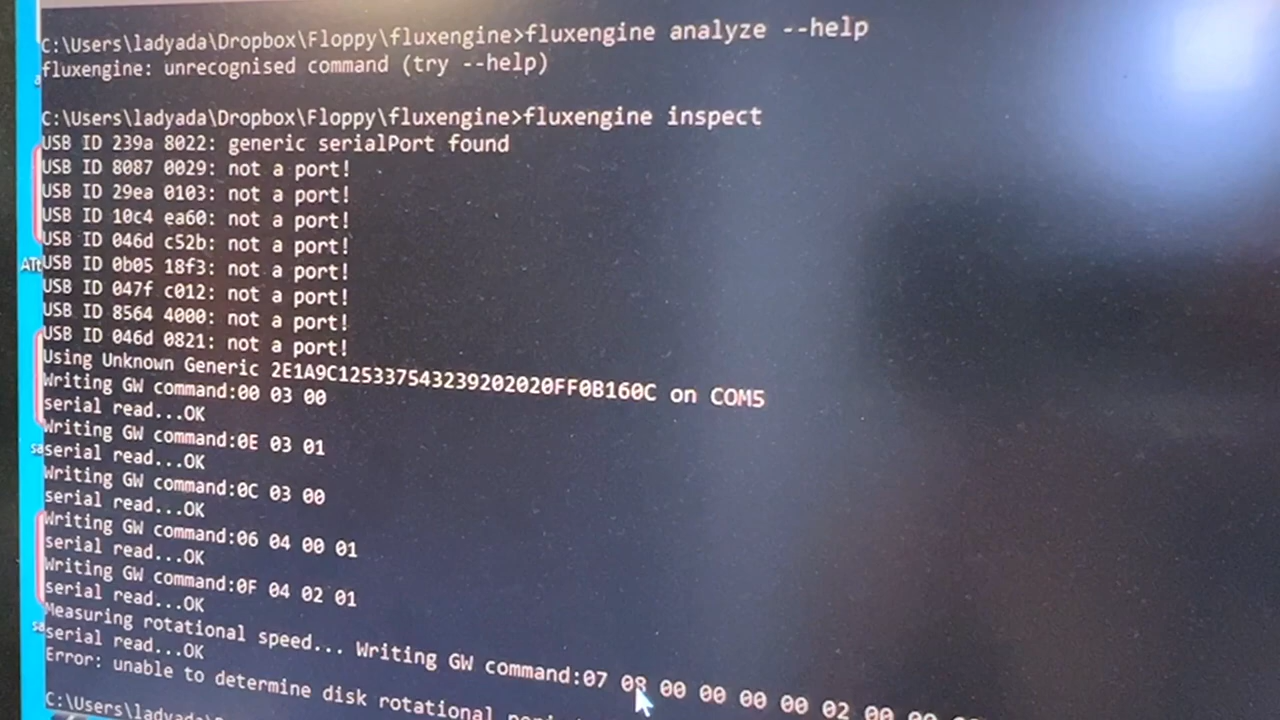 C:\Users\ladyada\Dropbox\Floppy\fluxengine>fluxengine analyze --help
fluxengine: unrecognised command (try --help)
C:\Users\ladyada\Dropbox\Floppy\fluxengine>fluxengine inspect
USB ID 239a 8022: generic serialPort found
USB ID 8087 0029: not a port!
USB ID 29ea 0103: not a port!
USB ID 10c4 ea60: not a port!
USB ID 046d c52b: not a port!
USB ID 0b05 18f3: not a port!
USB ID 047f c012: not a port!
USB ID 8564 4000: not a port!
USB ID 046d 0821: not a port!
Using Unknown Generic 2E1A9C125337543239202020FF0B160C on COM5
Writing GW command:00 03 00
serial read...OK
Writing GW command:0E 03 01
serial read...OK
Writing GW command:0C 03 00
serial read...OK
Writing GW command:06 04 00 01
serial read...OK
Writing GW command:0F 04 02 01
serial read...OK
Measuring rotational speed... Writing GW command:07 08 00 00 00 00 02 00 00
serial read...OK
Error: unable to determine disk rotational
C:\Users\ladyada\